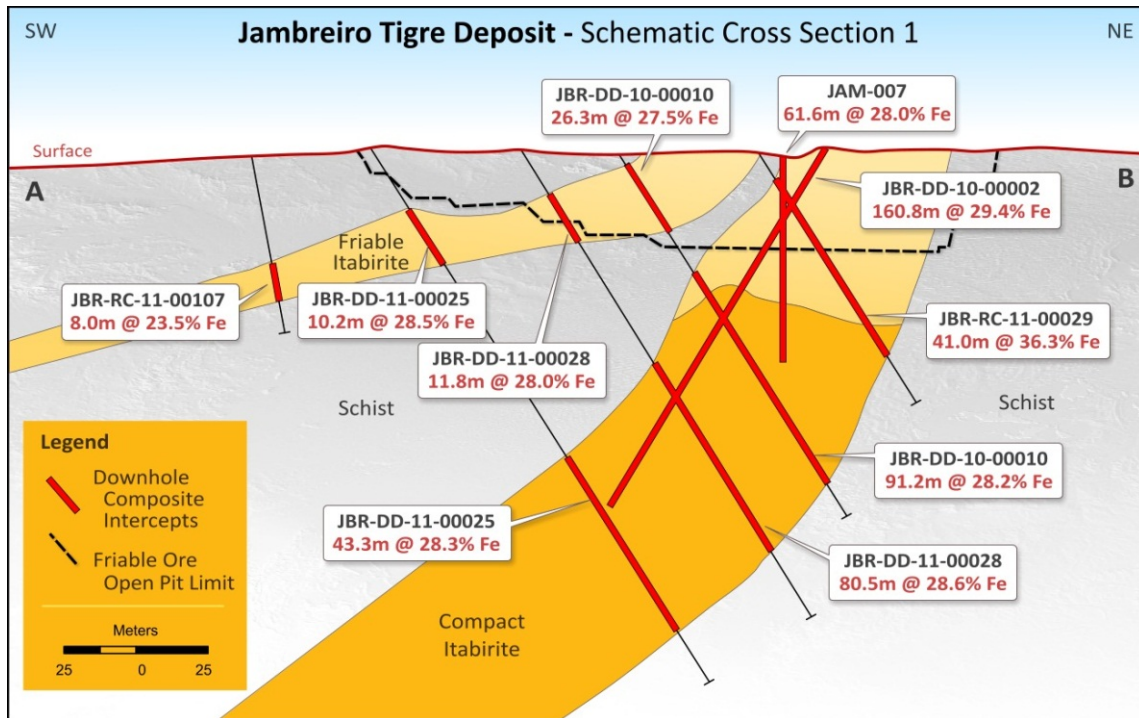 SW
Jambreiro Tigre Deposit - Schematic Cross Section 1
NE
JBR-DD-10-00010
26.3m @ 27.5% Fe
JAM-007
61.6m @ 28.0% Fe
Surface
A
B
JBR-DD-10-00002
160.8m @ 29.4% Fe
Friable
Itabirite
JBR-RC-11-00107
8.0m @ 23.5% Fe
JBR-DD-11-00025
10.2m @ 28.5% Fe
JBR-DD-11-00028
11.8m @ 28.0% Fe
JBR-RC-11-00029
41.0m @ 36.3% Fe
Schist
Schist
Legend
Downhole
Composite
Intercepts
Friable Ore
Open Pit Limit
Meters
25 0 25
JBR-DD-10-00010
91.2m @ 28.2% Fe
JBR-DD-11-00025
43.3m @ 28.3% Fe
JBR-DD-11-00028
80.5m @ 28.6% Fe
Compact
Itabirite